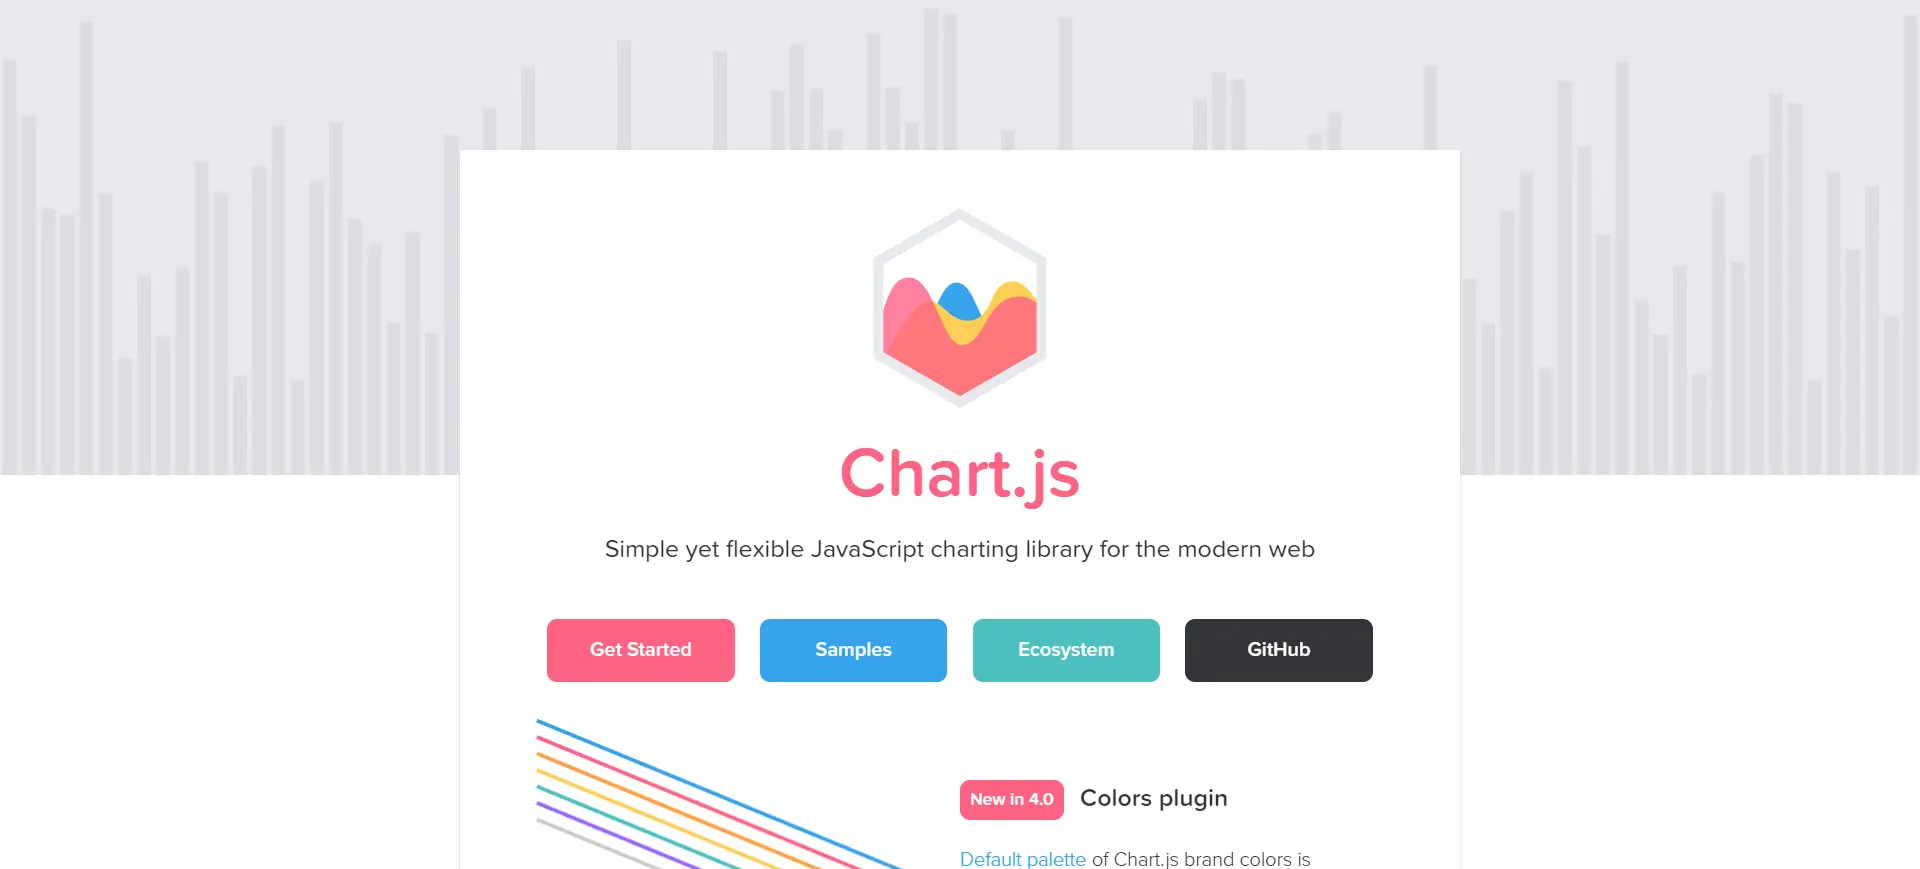 Chart.js
Simple yet flexible JavaScript charting library for the modern web
Get Started
Samples
Ecosystem
GitHub
New in 4.0 Colors plugin
Default palette of Chart.js brand colors is